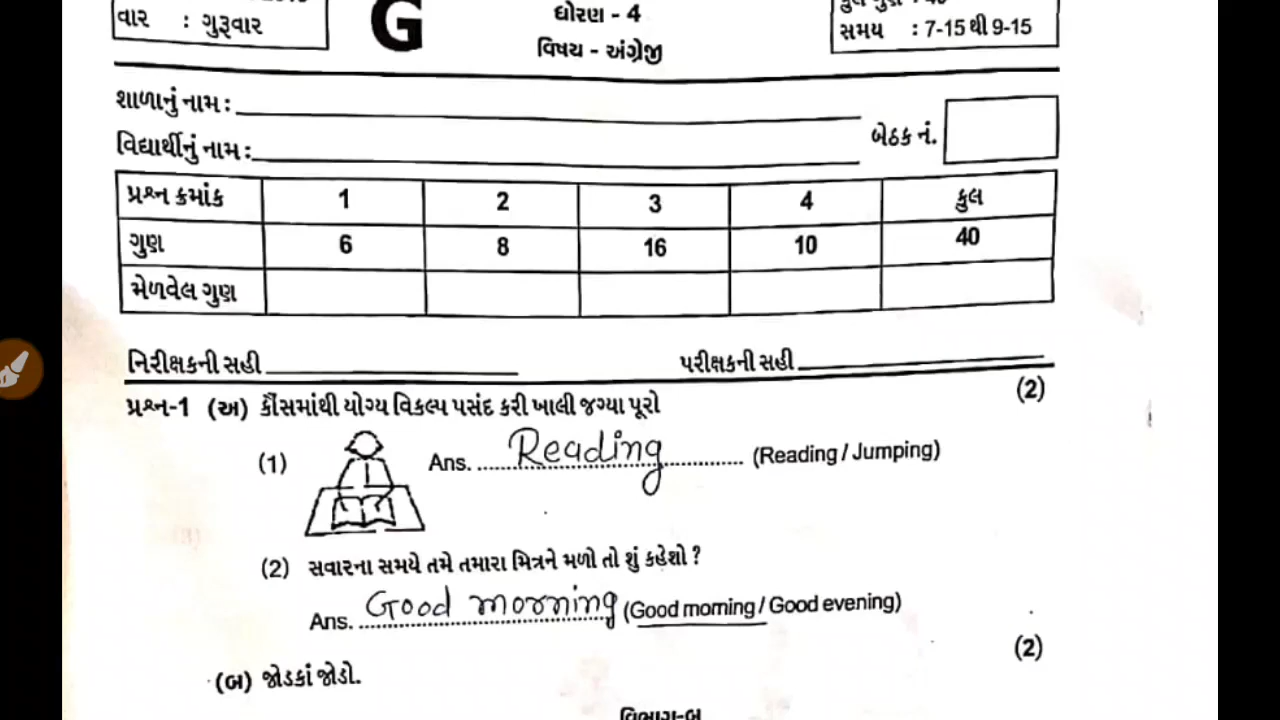 વાર : ગુરૂવાર
G
ધોરણ - 4
વિષય - અંગ્રેજી
સમય : 7-15 થી 9-15
શાળાનું નામ :
વિદ્યાર્થીનું નામ :
બેઠક નં.
પ્રશ્ન ક્રમાંક 1 2 3 4 કુલ
ગુણ 6 8 16 10 40
મેળવેલ ગુણ
નિરીક્ષકની સહી પરીક્ષકની સહી
પ્રશ્ન-1 (અ) કૌંસમાંથી યોગ્ય વિકલ્પ પસંદ કરી ખાલી જગ્યા પૂરો (2)
(1) Ans. Reading (Reading / Jumping)
(2) સવારના સમયે તમે તમારા મિત્રને મળો તો શું કહેશો ?
Ans. Good morning (Good morning / Good evening)
(બ) જોડકાં જોડો. (2)
વિભાગ-બ